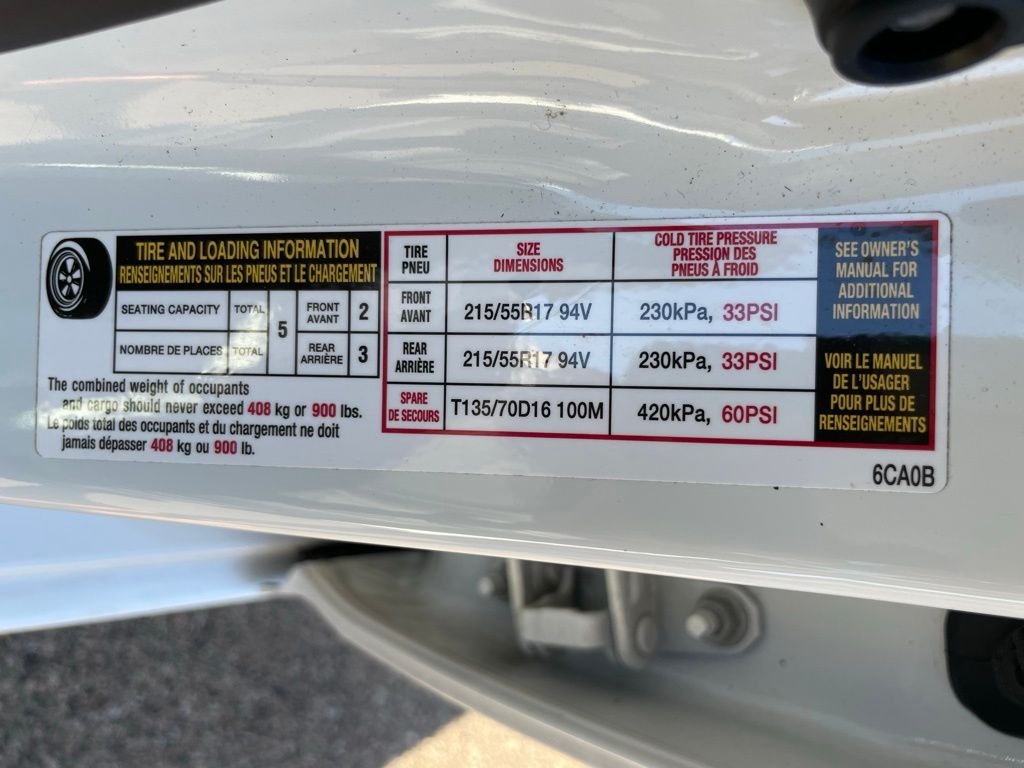 TIRE AND LOADING INFORMATION
RENSEIGNEMENTS SUR LES PNEUS ET LE CHARGEMENT
SEATING CAPACITY TOTAL 5 FRONT AVANT 2
NOMBRE DE PLACES TOTAL REAR ARRIÈRE 3
The combined weight of occupants
and cargo should never exceed 408 kg or 900 lbs.
Le poids total des occupants et du chargement ne doit
jamais dépasser 408 kg ou 900 lb.
TIRE PNEU SIZE DIMENSIONS COLD TIRE PRESSURE PRESSION DES PNEUS À FROID
FRONT AVANT 215/55R17 94V 230kPa, 33PSI
REAR ARRIÈRE 215/55R17 94V 230kPa, 33PSI
SPARE DE SECOURS T135/70D16 100M 420kPa, 60PSI
SEE OWNER'S
MANUAL FOR
ADDITIONAL
INFORMATION
VOIR LE MANUEL
DE L'USAGER
POUR PLUS DE
RENSEIGNEMENTS
6CA0B